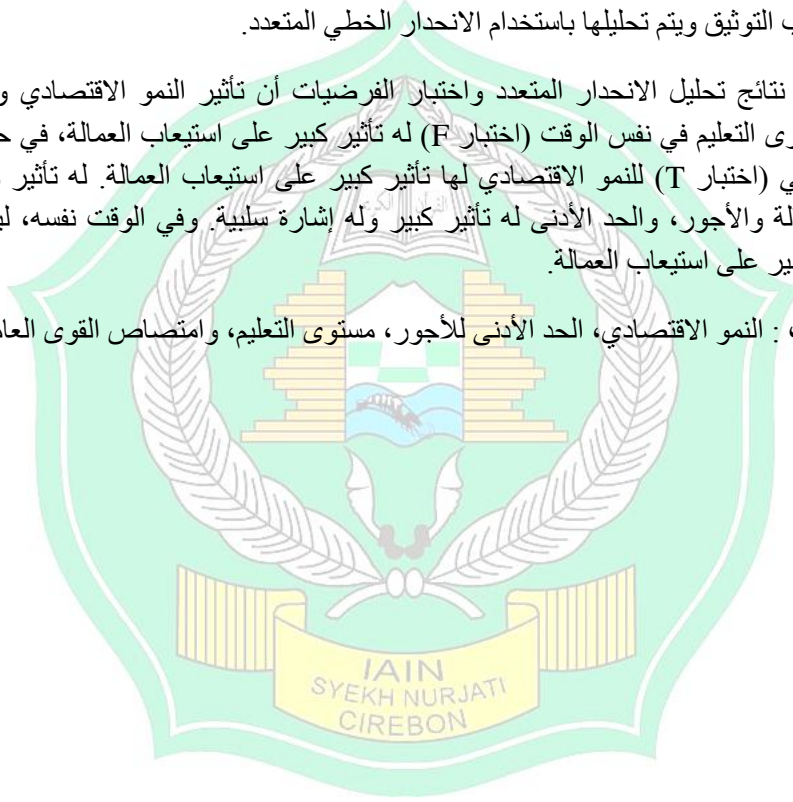 ب التوثيق ويتم تحليلها باستخدام الانحدار الخطي المتعدد.
نتائج تحليل الانحدار المتعدد واختبار الفرضيات أن تأثير النمو الاقتصادي و
رى التعليم في نفس الوقت (اختبار F) له تأثير كبير على استيعاب العمالة، في ح
ي (اختبار T) للنمو الاقتصادي لها تأثير كبير على استيعاب العمالة. له تأثير
لة والأجور، والحد الأدنى له تأثير كبير وله إشارة سلبية. وفي الوقت نفسه، لي
ير على استيعاب العمالة.
: النمو الاقتصادي، الحد الأدنى للأجور، مستوى التعليم، وامتصاص القوى العا
القرآن الكريم
IAIN
SYEKH NURJATI
CIREBON